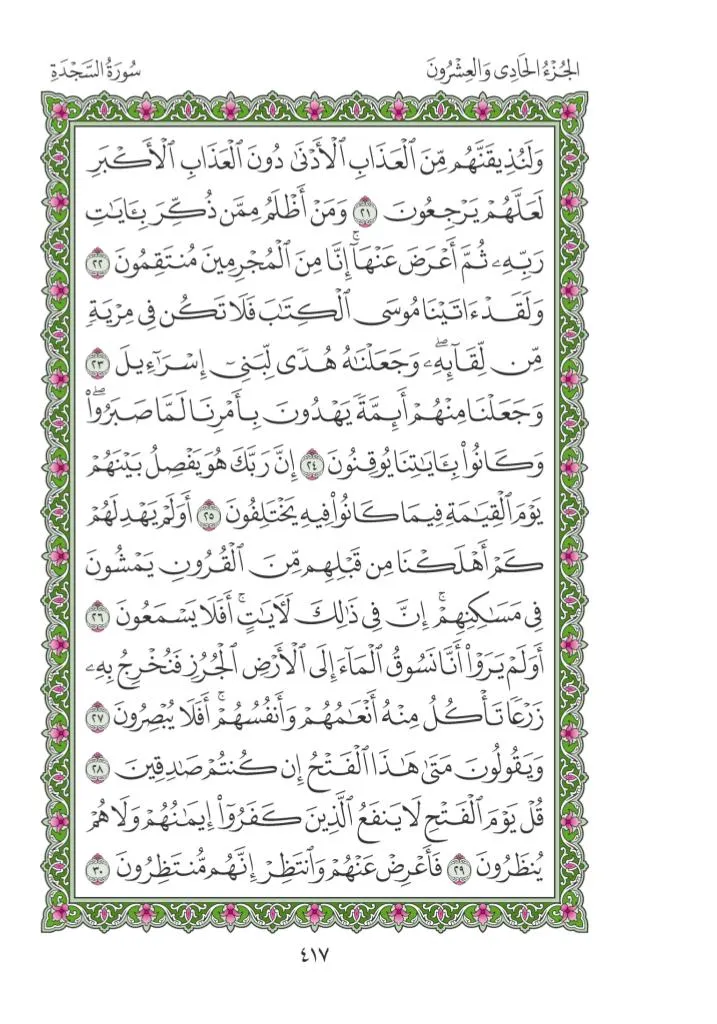 الجُزْءُ الحَادِى وَالعِشْرُونَ
سُورَةُ السَّجْدَةِ
وَلَنُذِيقَنَّهُم مِّنَ ٱلْعَذَابِ ٱلْأَدْنَىٰ دُونَ ٱلْعَذَابِ ٱلْأَكْبَرِ
لَعَلَّهُمْ يَرْجِعُونَ ٢١ وَمَنْ أَظْلَمُ مِمَّن ذُكِّرَ بِـَٔايَٰتِ
رَبِّهِۦ ثُمَّ أَعْرَضَ عَنْهَآ ۚ إِنَّا مِنَ ٱلْمُجْرِمِينَ مُنتَقِمُونَ ٢٢
وَلَقَدْ ءَاتَيْنَا مُوسَى ٱلْكِتَٰبَ فَلَا تَكُن فِى مِرْيَةٍ
مِّن لِّقَآئِهِۦ ۖ وَجَعَلْنَٰهُ هُدًى لِّبَنِىٓ إِسْرَٰٓءِيلَ ٢٣
وَجَعَلْنَا مِنْهُمْ أَئِمَّةً يَهْدُونَ بِأَمْرِنَا لَمَّا صَبَرُوا۟ ۖ
وَكَانُوا۟ بِـَٔايَٰتِنَا يُوقِنُونَ ٢٤ إِنَّ رَبَّكَ هُوَ يَفْصِلُ بَيْنَهُمْ
يَوْمَ ٱلْقِيَٰمَةِ فِيمَا كَانُوا۟ فِيهِ يَخْتَلِفُونَ ٢٥ أَوَلَمْ يَهْدِ لَهُمْ
كَمْ أَهْلَكْنَا مِن قَبْلِهِم مِّنَ ٱلْقُرُونِ يَمْشُونَ
فِى مَسَٰكِنِهِمْ ۚ إِنَّ فِى ذَٰلِكَ لَءَايَٰتٍ ۖ أَفَلَا يَسْمَعُونَ ٢٦
أَوَلَمْ يَرَوْا۟ أَنَّا نَسُوقُ ٱلْمَآءَ إِلَى ٱلْأَرْضِ ٱلْجُرُزِ فَنُخْرِجُ بِهِۦ
زَرْعًا تَأْكُلُ مِنْهُ أَنْعَٰمُهُمْ وَأَنفُسُهُمْ ۚ أَفَلَا يُبْصِرُونَ ٢٧
وَيَقُولُونَ مَتَىٰ هَٰذَا ٱلْفَتْحُ إِن كُنتُمْ صَٰدِقِينَ ٢٨
قُلْ يَوْمَ ٱلْفَتْحِ لَا يَنفَعُ ٱلَّذِينَ كَفَرُوٓا۟ إِيمَٰنُهُمْ وَلَا هُمْ
يُنظَرُونَ ٢٩ فَأَعْرِضْ عَنْهُمْ وَٱنتَظِرْ إِنَّهُم مُّنتَظِرُونَ ٣٠
٤١٧